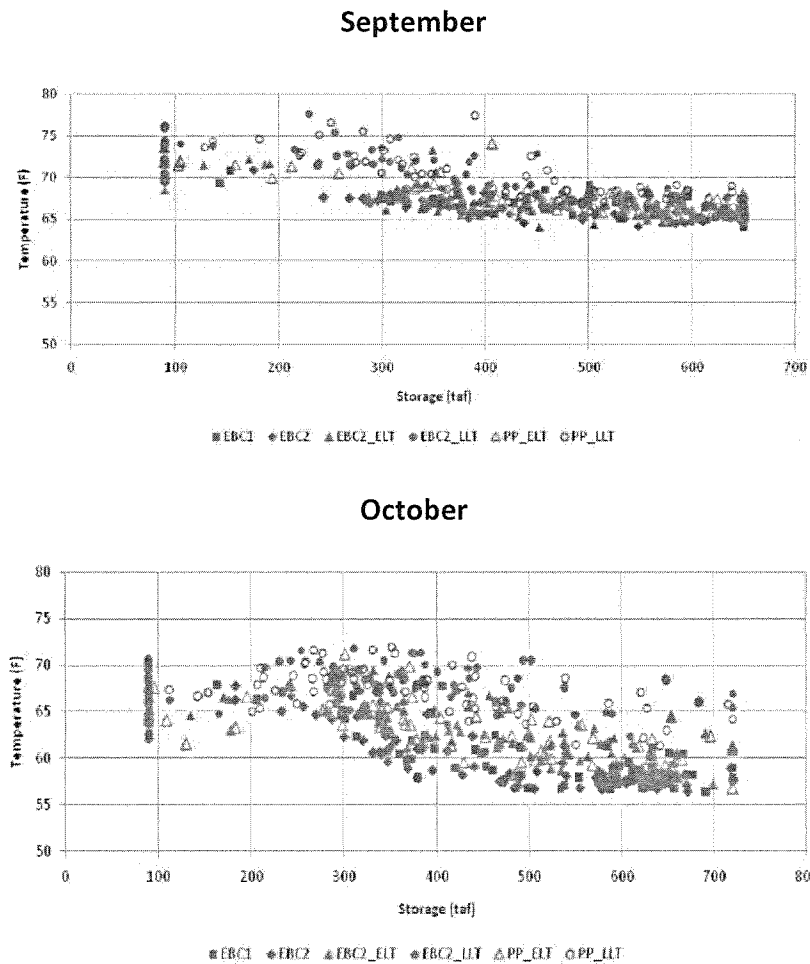 September
80
75
70
65
60
55
50
Temperature (F)
0 100 200 300 400 500 600 700
Storage (taf)
EBC1 EBC2 EBC2_ELT EBC2_LLT PP_ELT PP_LLT
October
80
75
70
65
60
55
50
Temperature (F)
0 100 200 300 400 500 600 700 80
Storage (taf)
EBC1 EBC2 EBC2_ELT EBC2_LLT PP_ELT PP_LLT